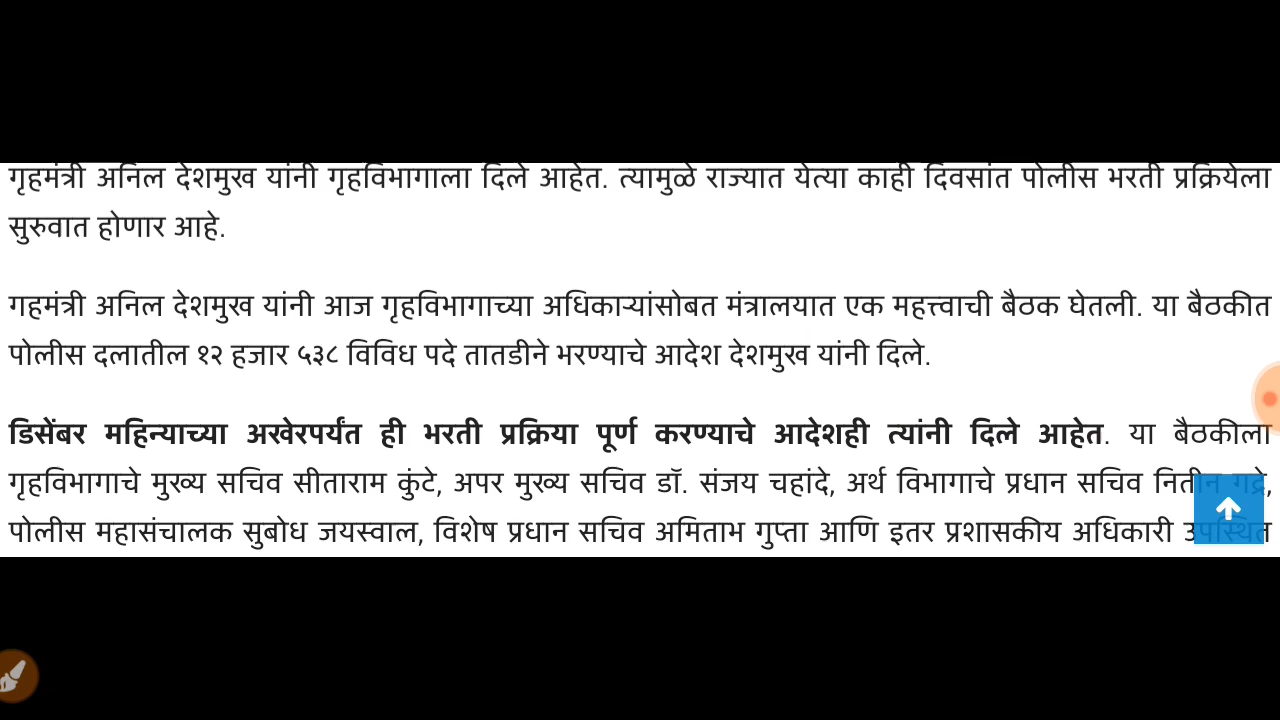 गृहमंत्री अनिल देशमुख यांनी गृहविभागाला दिले आहेत. त्यामुळे राज्यात येत्या काही दिवसांत पोलीस भरती प्रक्रियेला
सुरुवात होणार आहे.
गहमंत्री अनिल देशमुख यांनी आज गृहविभागाच्या अधिकाऱ्यांसोबत मंत्रालयात एक महत्त्वाची बैठक घेतली. या बैठकीत
पोलीस दलातील १२ हजार ५३८ विविध पदे तातडीने भरण्याचे आदेश देशमुख यांनी दिले.
डिसेंबर महिन्याच्या अखेरपर्यंत ही भरती प्रक्रिया पूर्ण करण्याचे आदेशही त्यांनी दिले आहेत. या बैठकीला
गृहविभागाचे मुख्य सचिव सीताराम कुंटे, अपर मुख्य सचिव डॉ. संजय चहांदे, अर्थ विभागाचे प्रधान सचिव नितीन गद्रे,
पोलीस महासंचालक सुबोध जयस्वाल, विशेष प्रधान सचिव अमिताभ गुप्ता आणि इतर प्रशासकीय अधिकारी उपस्थित